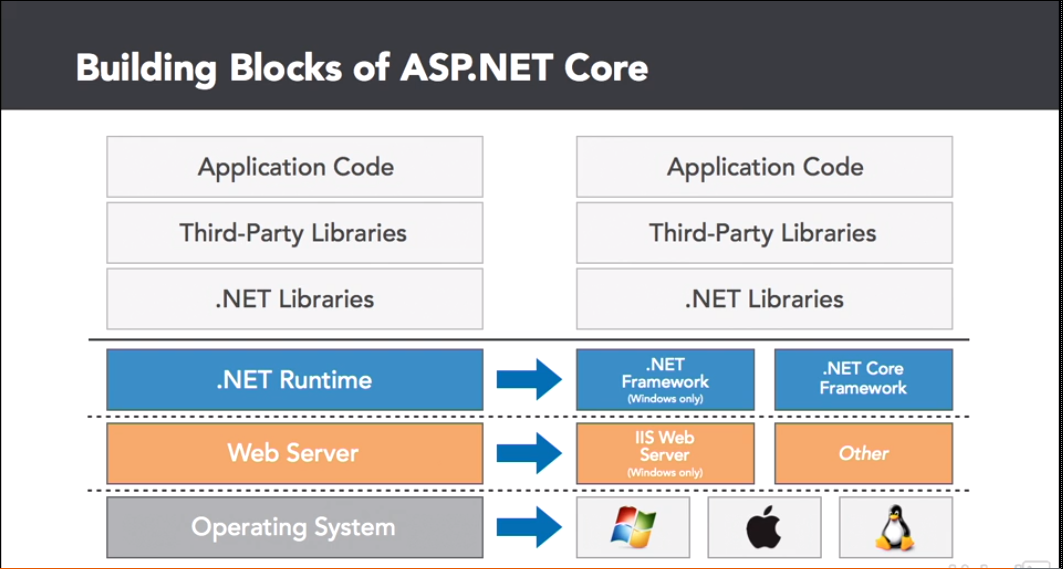 Building Blocks of ASP.NET Core
Application Code
Application Code
Third-Party Libraries
Third-Party Libraries
.NET Libraries
.NET Libraries
.NET Runtime
.NET
Framework
(Windows only)
.NET Core
Framework
Web Server
IIS Web
Server
(Windows only)
Other
Operating System